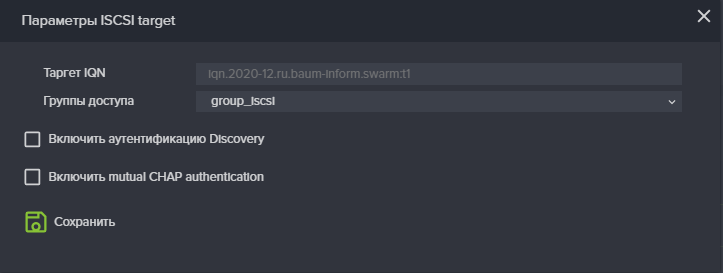 Параметры ISCSI target
Таргет IQN
iqn.2020-12.ru.baum-inform.swarm:t1
Группы доступа
group_iscsi
Включить аутентификацию Discovery
Включить mutual CHAP authentication
Сохранить